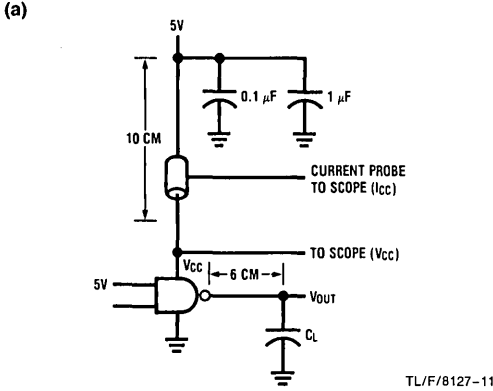 (a)
5V
0.1 µF
1 µF
10 CM
CURRENT PROBE
TO SCOPE (ICC)
TO SCOPE (VCC)
VCC
6 CM
5V
VOUT
CL
TL/F/8127-11